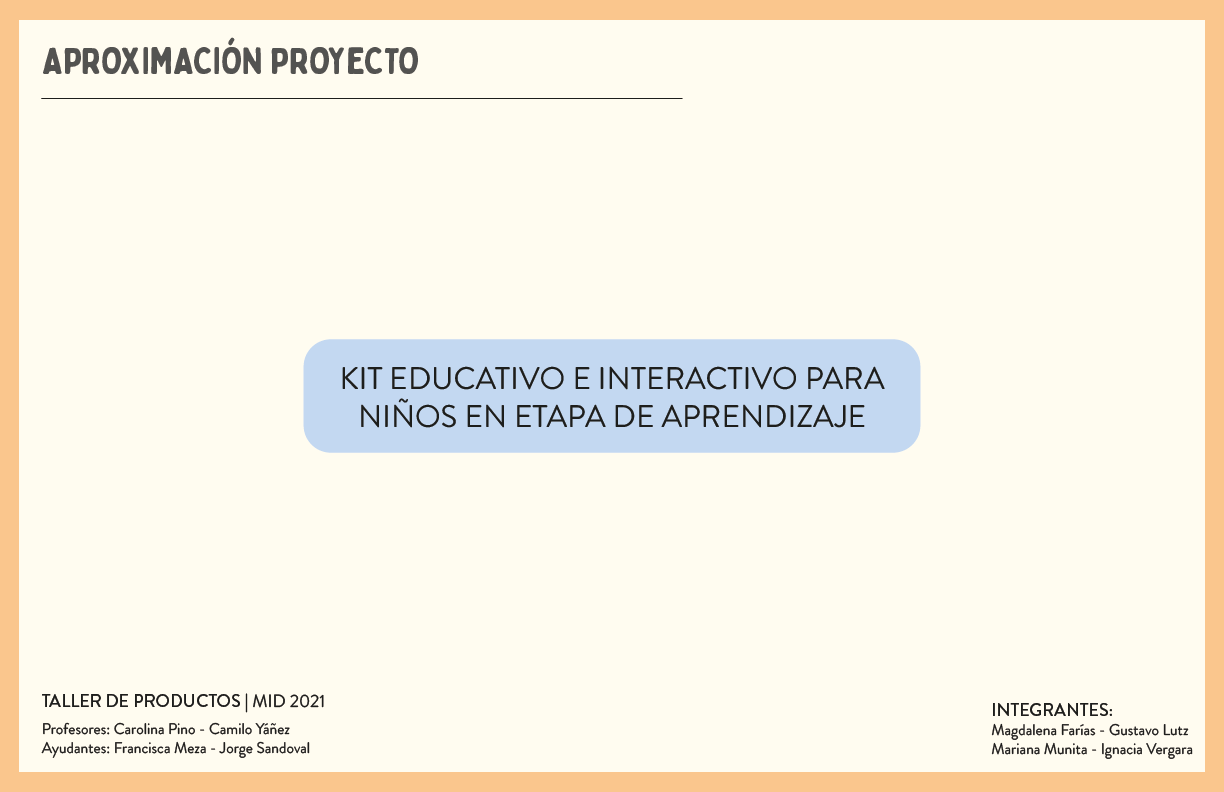 APROXIMACIÓN PROYECTO
KIT EDUCATIVO E INTERACTIVO PARA
NIÑOS EN ETAPA DE APRENDIZAJE
TALLER DE PRODUCTOS | MID 2021
Profesores: Carolina Pino - Camilo Yáñez
Ayudantes: Francisca Meza - Jorge Sandoval
INTEGRANTES:
Magdalena Farías - Gustavo Lutz
Mariana Munita - Ignacia Vergara